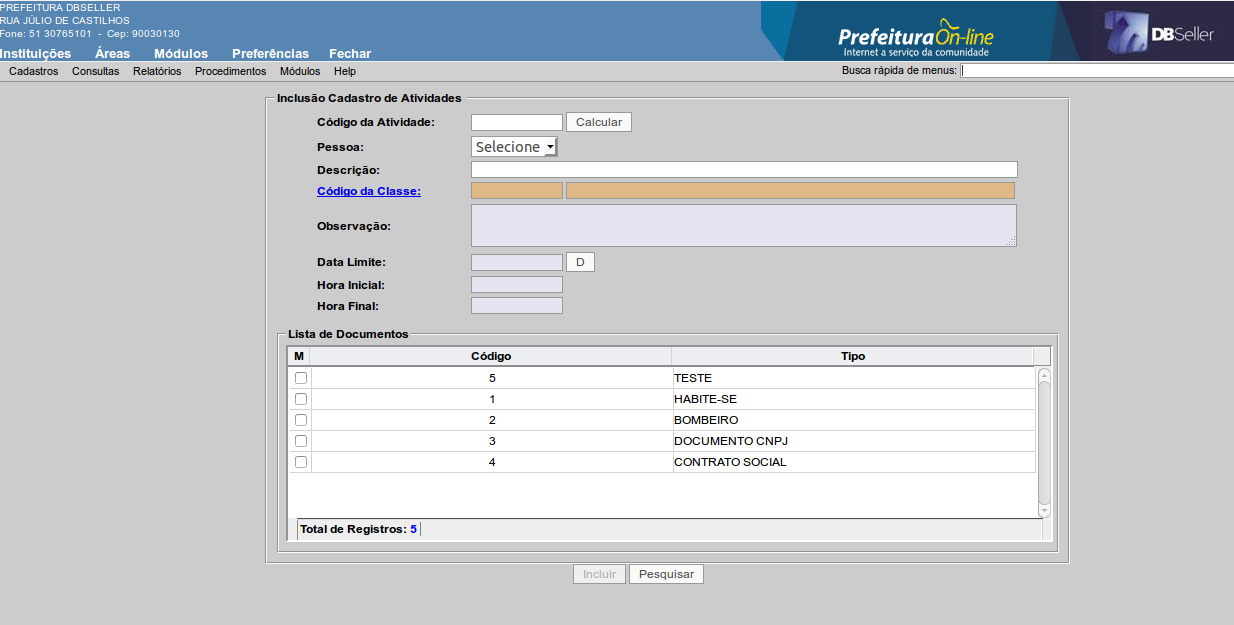 PREFEITURA DBSELLER
RUA JÚLIO DE CASTILHOS
Fone: 51 30765101 - Cep: 90030130
Instituições Áreas Módulos Preferências Fechar
PrefeituraOn-line
Internet a serviço da comunidade
DBSeller
Cadastros Consultas Relatórios Procedimentos Módulos Help
Busca rápida de menus:
Inclusão Cadastro de Atividades
Código da Atividade: Calcular
Pessoa: Selecione
Descrição:
Código da Classe:
Observação:
Data Limite: D
Hora Inicial:
Hora Final:
Lista de Documentos
M Código Tipo
5 TESTE
1 HABITE-SE
2 BOMBEIRO
3 DOCUMENTO CNPJ
4 CONTRATO SOCIAL
Total de Registros: 5
Incluir Pesquisar